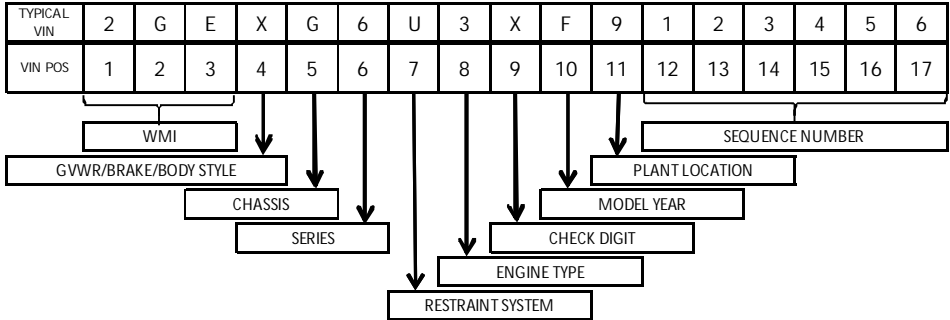 TYPICAL VIN 2 G E X G 6 U 3 X F 9 1 2 3 4 5 6
VIN POS 1 2 3 4 5 6 7 8 9 10 11 12 13 14 15 16 17
WMI SEQUENCE NUMBER
GVWR/BRAKE/BODY STYLE PLANT LOCATION
CHASSIS MODEL YEAR
SERIES CHECK DIGIT
ENGINE TYPE
RESTRAINT SYSTEM